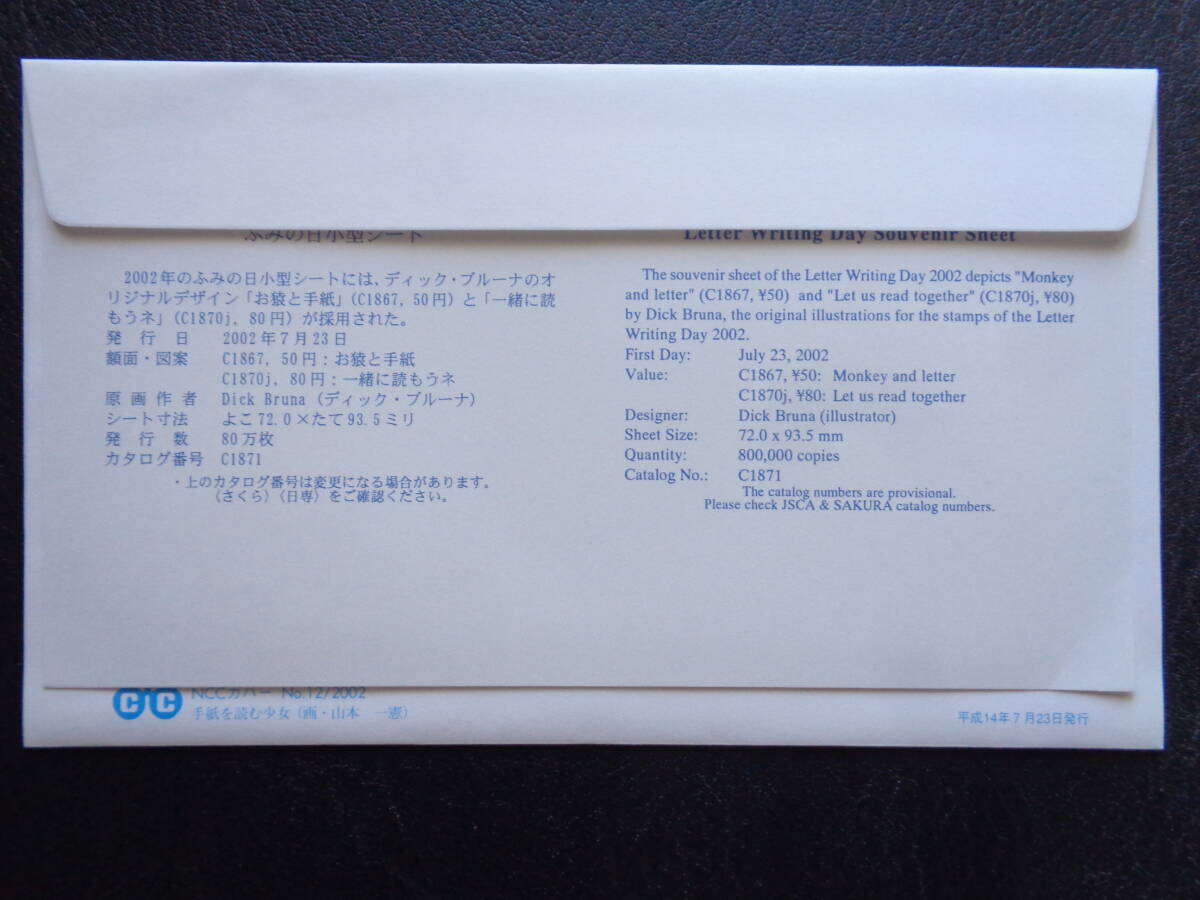 ふみの日小型シート
2002年のふみの日小型シートには、ディック・ブルーナのオ
リジナルデザイン「お猿と手紙」(C1867, 50円)と「一緒に読
もうネ」(C1870j, 80円)が採用された。
発 行 日 2002年7月23日
額面・図案 C1867, 50円:お猿と手紙
C1870j, 80円:一緒に読もうネ
原 画 作 者 Dick Bruna (ディック・ブルーナ)
シート寸法 よこ72.0×たて93.5ミリ
発 行 数 80万枚
カタログ番号 C1871
・上のカタログ番号は変更になる場合があります。
(さくら)(日専)をご確認ください。
Letter Writing Day Souvenir Sheet
The souvenir sheet of the Letter Writing Day 2002 depicts "Monkey
and letter" (C1867, ¥50) and "Let us read together" (C1870j, ¥80)
by Dick Bruna, the original illustrations for the stamps of the Letter
Writing Day 2002.
First Day: July 23, 2002
Value: C1867, ¥50: Monkey and letter
C1870j, ¥80: Let us read together
Designer: Dick Bruna (illustrator)
Sheet Size: 72.0 x 93.5 mm
Quantity: 800,000 copies
Catalog No.: C1871
The catalog numbers are provisional.
Please check JSCA & SAKURA catalog numbers.
CC NCCカバー No.12/2002
手紙を読む少女(画・山本 一憲)
平成14年7月23日発行